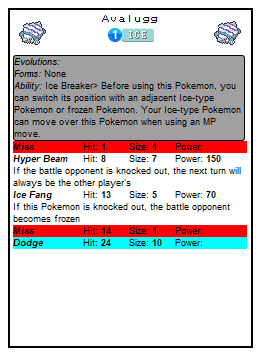 Avalugg
1 ICE
Evolutions:
Forms: None
Ability: Ice Breaker> Before using this Pokemon, you
can switch its position with an adjacent Ice-type
Pokemon or frozen Pokemon. Your Ice-type Pokemon
can move over this Pokemon when using an MP
move.
Miss Hit: 1 Size: 1 Power:
Hyper Beam Hit: 8 Size: 7 Power: 150
If the battle opponent is knocked out, the next turn will
always be the other player's
Ice Fang Hit: 13 Size: 5 Power: 70
If this Pokemon is knocked out, the battle opponent
becomes frozen
Miss Hit: 14 Size: 1 Power:
Dodge Hit: 24 Size: 10 Power: